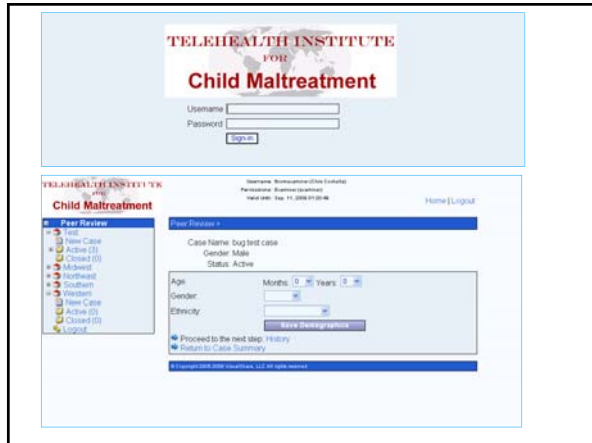 TELEHEALTH INSTITUTE
FOR
Child Maltreatment
Username
Password
Sign-in
TELEHEALTH INSTITUTE
FOR
Child Maltreatment
Home | Logout
Peer Review
Test
New Case
Active (3)
Closed (0)
Midwest
Northeast
Southern
Western
New Case
Active (0)
Closed (0)
Logout
Peer Review >
Case Name: bug test case
Gender: Male
Status: Active
Age: Months: 0 Years: 0
Gender:
Ethnicity:
Save Demographics
Proceed to the next step: History
Return to Case Summary